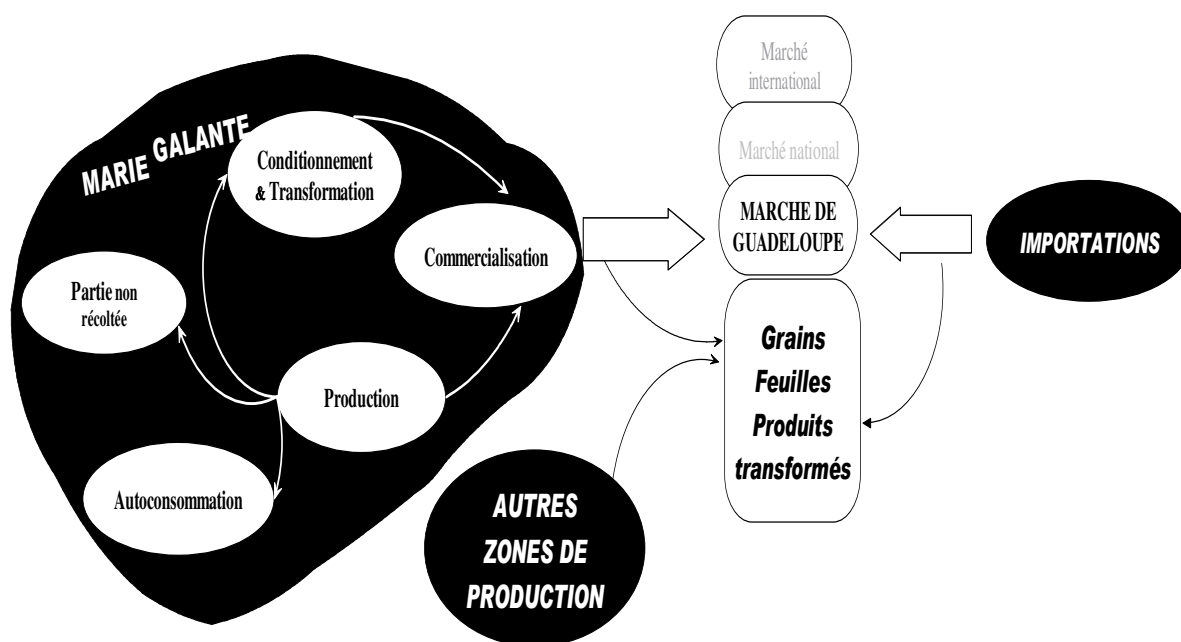 MARIE GALANTE
Conditionnement
& Transformation
Commercialisation
Partie non
récoltée
Production
Autoconsommation
Marché
international
Marché national
MARCHE DE
GUADELOUPE
IMPORTATIONS
Grains
Feuilles
Produits
transformés
AUTRES
ZONES DE
PRODUCTION